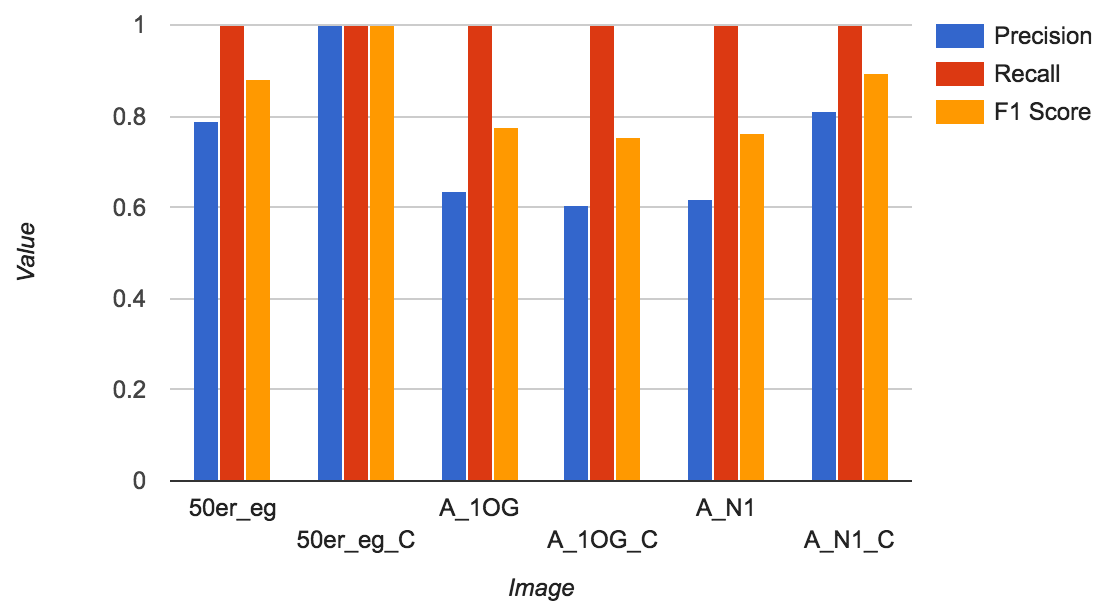 Precision
Recall
F1 Score
1
0.8
0.6
0.4
0.2
0
Value
50er_eg
50er_eg_C
A_1OG
A_1OG_C
A_N1
A_N1_C
Image